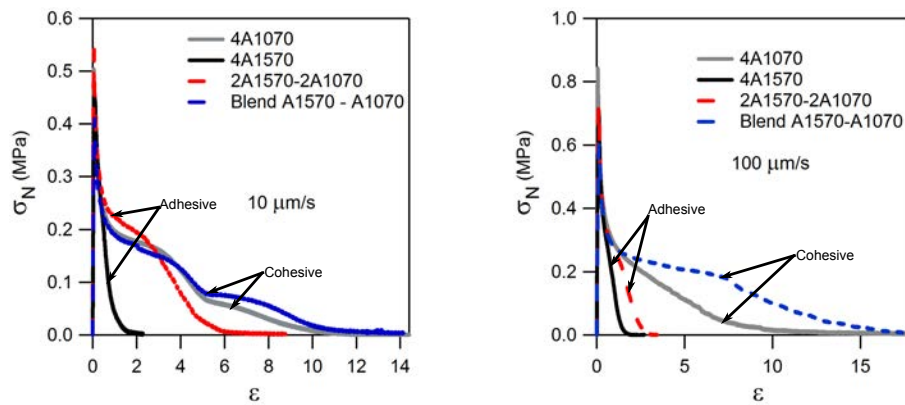 0.6
0.5
0.4
0.3
0.2
0.1
0.0
σN (MPa)
4A1070
4A1570
2A1570-2A1070
Blend A1570 - A1070
Adhesive
10 μm/s
Cohesive
0 2 4 6 8 10 12 14
ε
1.0
0.8
0.6
0.4
0.2
0.0
σN (MPa)
4A1070
4A1570
2A1570-2A1070
Blend A1570-A1070
100 μm/s
Adhesive
Cohesive
0 5 10 15
ε